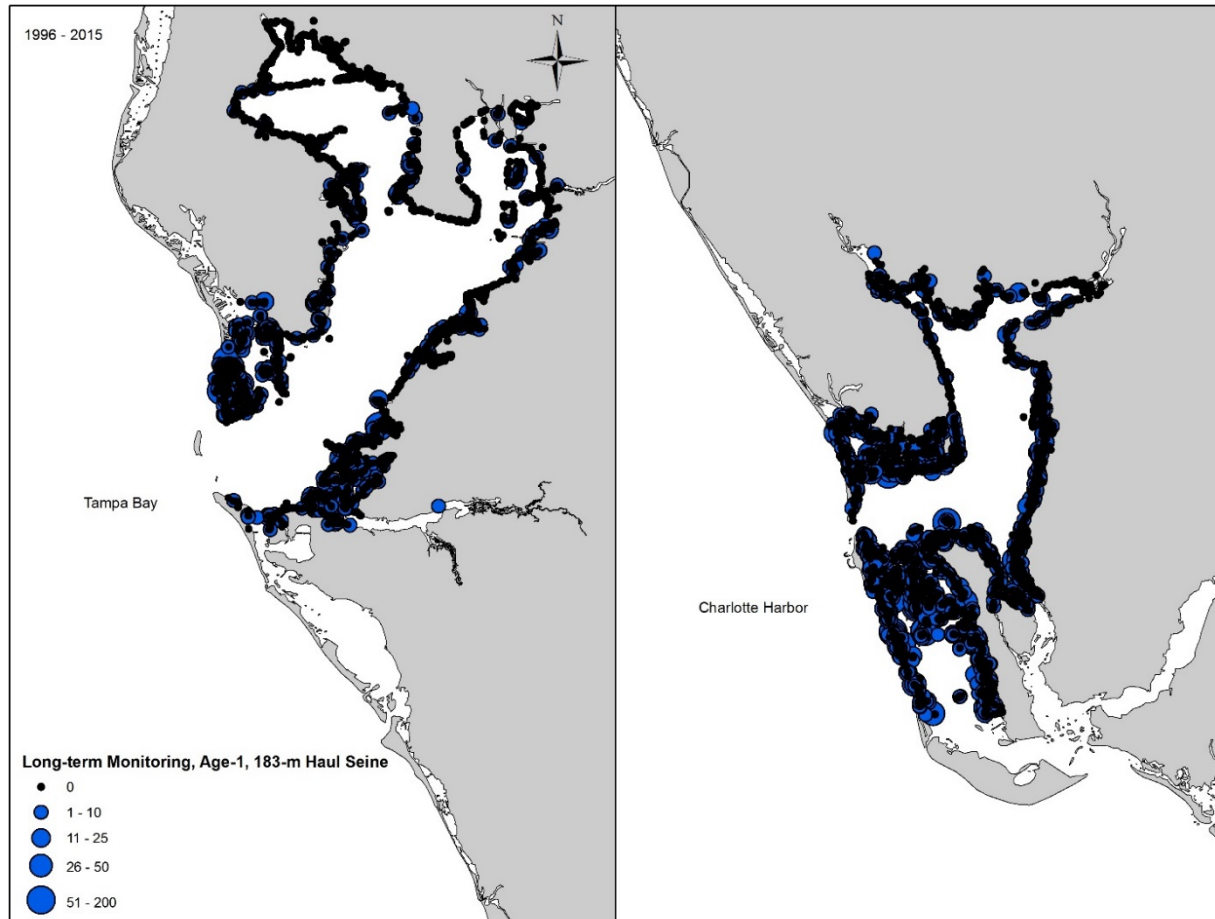 1996 - 2015
N
Tampa Bay
Charlotte Harbor
Long-term Monitoring, Age-1, 183-m Haul Seine
0
1 - 10
11 - 25
26 - 50
51 - 200